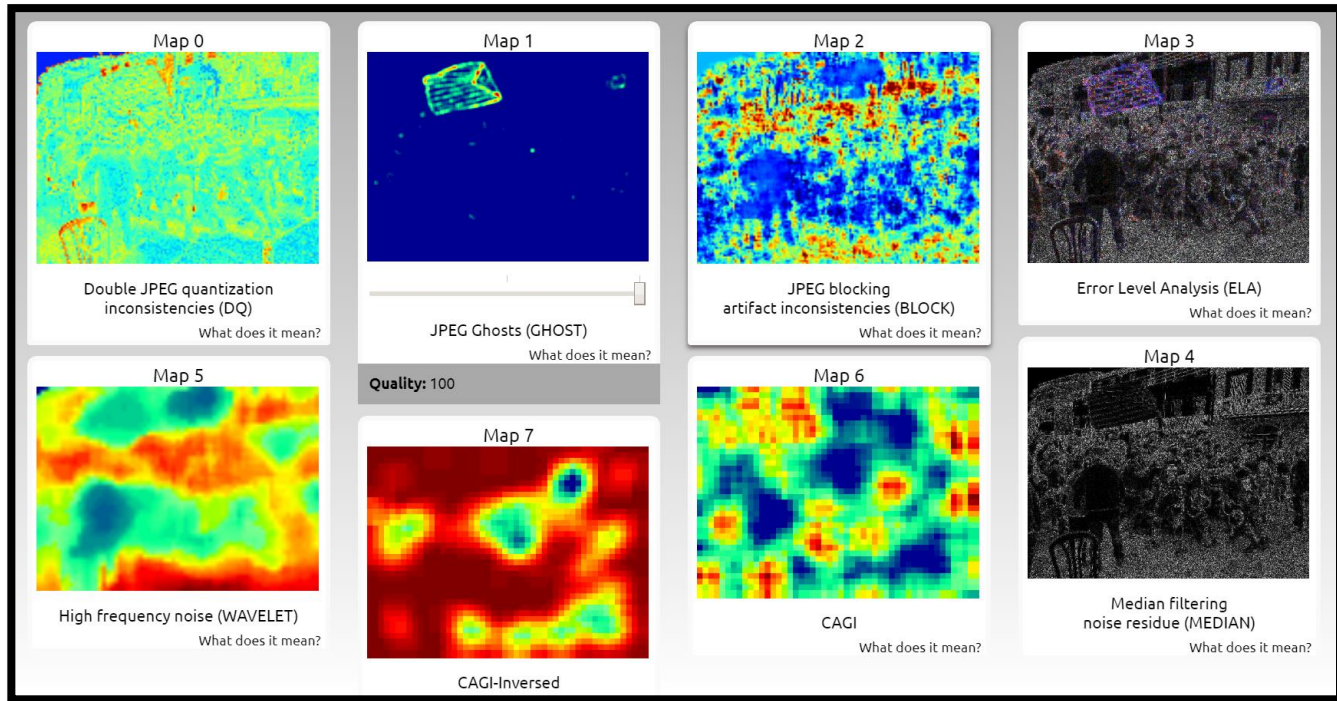 Map 0
Double JPEG quantization
inconsistencies (DQ)
What does it mean?
Map 1
JPEG Ghosts (GHOST)
What does it mean?
Quality: 100
Map 2
JPEG blocking
artifact inconsistencies (BLOCK)
What does it mean?
Map 3
Error Level Analysis (ELA)
What does it mean?
Map 5
High frequency noise (WAVELET)
What does it mean?
Map 7
CAGI-Inversed
Map 6
CAGI
What does it mean?
Map 4
Median filtering
noise residue (MEDIAN)
What does it mean?